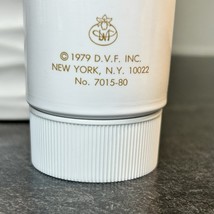 © 1979 D.V.F. INC.
NEW YORK, N.Y. 10022
No. 7015-80